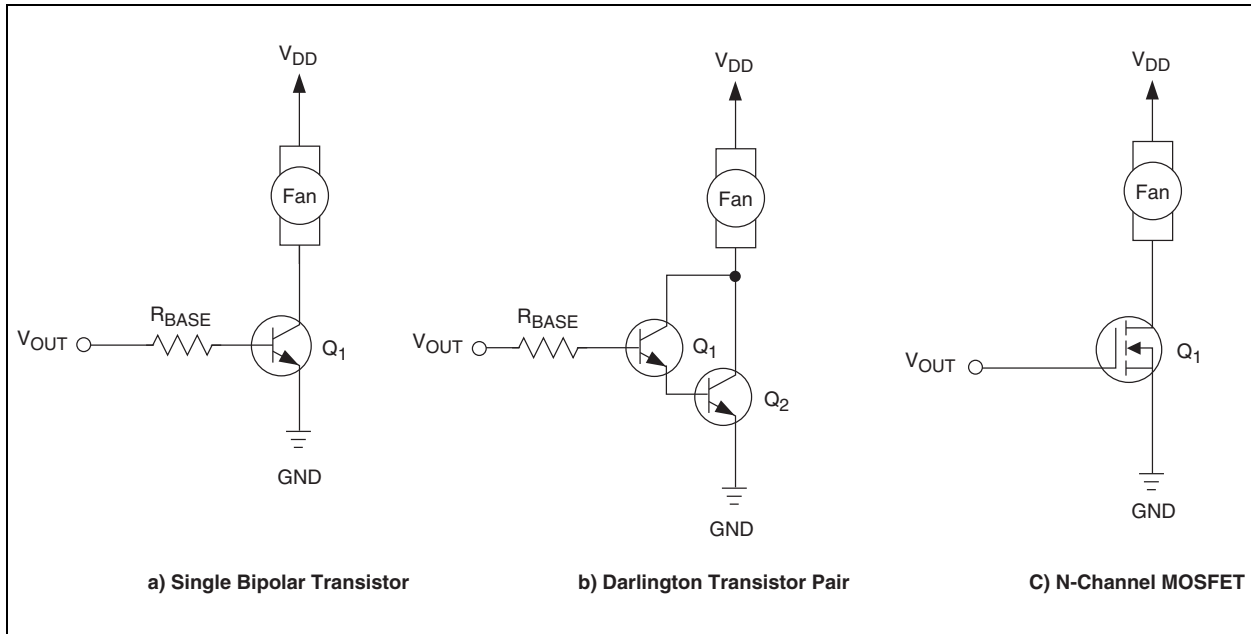 VDD
Fan
RBASE
VOUT
Q1
GND
a) Single Bipolar Transistor
VDD
Fan
RBASE
VOUT
Q1
Q2
GND
b) Darlington Transistor Pair
VDD
Fan
VOUT
Q1
GND
C) N-Channel MOSFET